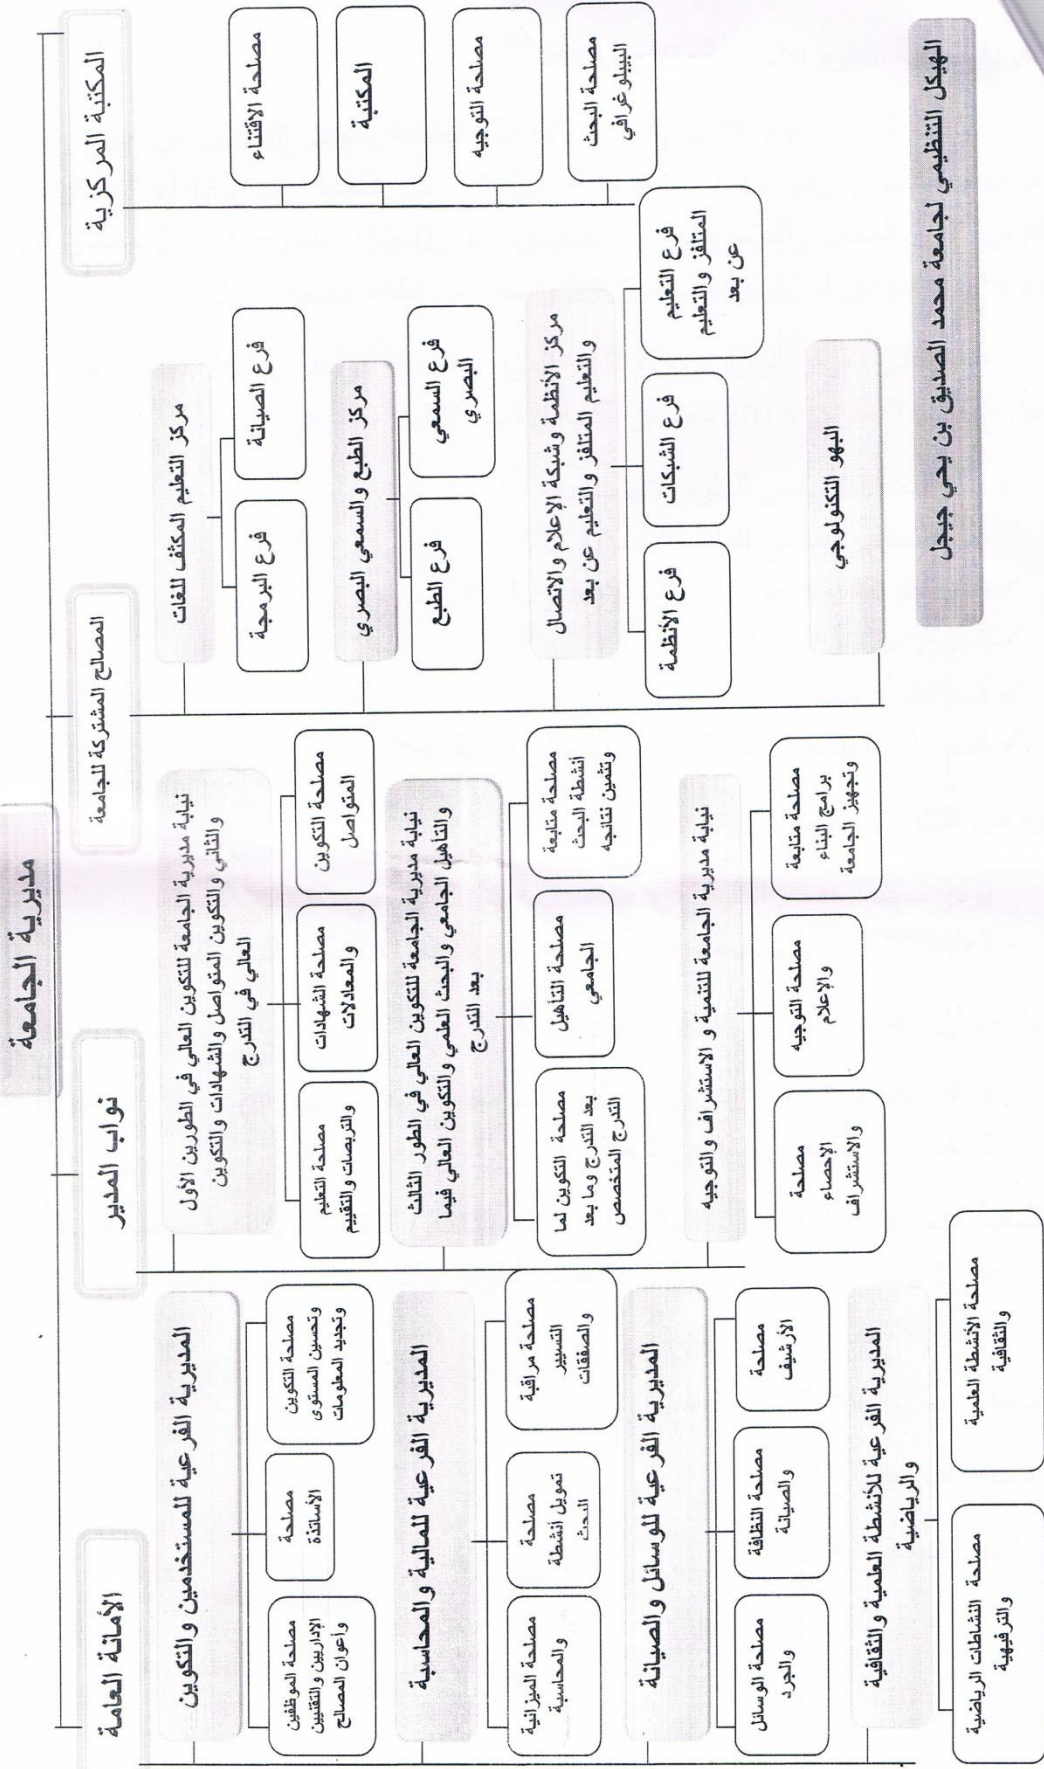 مديرية الجامعة
المكتبة المركزية
مصلحة الاقتناء
المكتبة
مصلحة التوجيه
مصلحة البحث
البيبلوغرافي
المصالح المشتركة للجامعة
مركز التعليم المكثف للغات
فرع الصيانة
فرع البرمجة
مركز الطبع والسمعي البصري
فرع السمعي
البصري
فرع الطبع
مركز الأنظمة وشبكة الإعلام والاتصال
والتعليم المتلفز والتعليم عن بعد
فرع التعليم
المتلفز والتعليم
عن بعد
فرع الشبكات
فرع الأنظمة
البهو التكنولوجي
نواب المدير
نيابة مديرية الجامعة للتكوين العالي في الطورين الأول
والثاني والتكوين المتواصل والشهادات والتكوين
العالي في التدرج
مصلحة التكوين
المتواصل
مصلحة الشهادات
والمعادلات
مصلحة التعليم
والتربصات والتقييم
نيابة مديرية الجامعة للتكوين العالي في الطور الثالث
والتأهيل الجامعي والبحث العلمي والتكوين العالي فيما
بعد التدرج
مصلحة متابعة
أنشطة البحث
وتثمين نتائجه
مصلحة التأهيل
الجامعي
مصلحة التكوين لما
بعد التدرج وما بعد
التدرج المتخصص
نيابة مديرية الجامعة للتنمية و الاستشراف والتوجيه
مصلحة متابعة
برامج البناء
وتجهيز الجامعة
مصلحة التوجيه
والإعلام
مصلحة
الإحصاء
والاستشراف
الأمانة العامة
المديرية الفرعية للمستخدمين والتكوين
مصلحة التكوين
وتحسين المستوى
وتجديد المعلومات
مصلحة
الأساتذة
مصلحة الموظفين
الإداريين والتقنيين
وأعوان المصالح
المديرية الفرعية للمالية والمحاسبة
مصلحة مراقبة
التسيير
والصفقات
مصلحة
تمويل أنشطة
البحث
مصلحة الميزانية
والمحاسبة
المديرية الفرعية للوسائل والصيانة
مصلحة
الأرشيف
مصلحة النظافة
والصيانة
مصلحة الوسائل
والجرد
المديرية الفرعية للأنشطة العلمية والثقافية
والرياضية
مصلحة الأنشطة العلمية
والثقافية
مصلحة النشاطات الرياضية
والترفيهية
الهيكل التنظيمي لجامعة محمد الصديق بن يحي جيجل